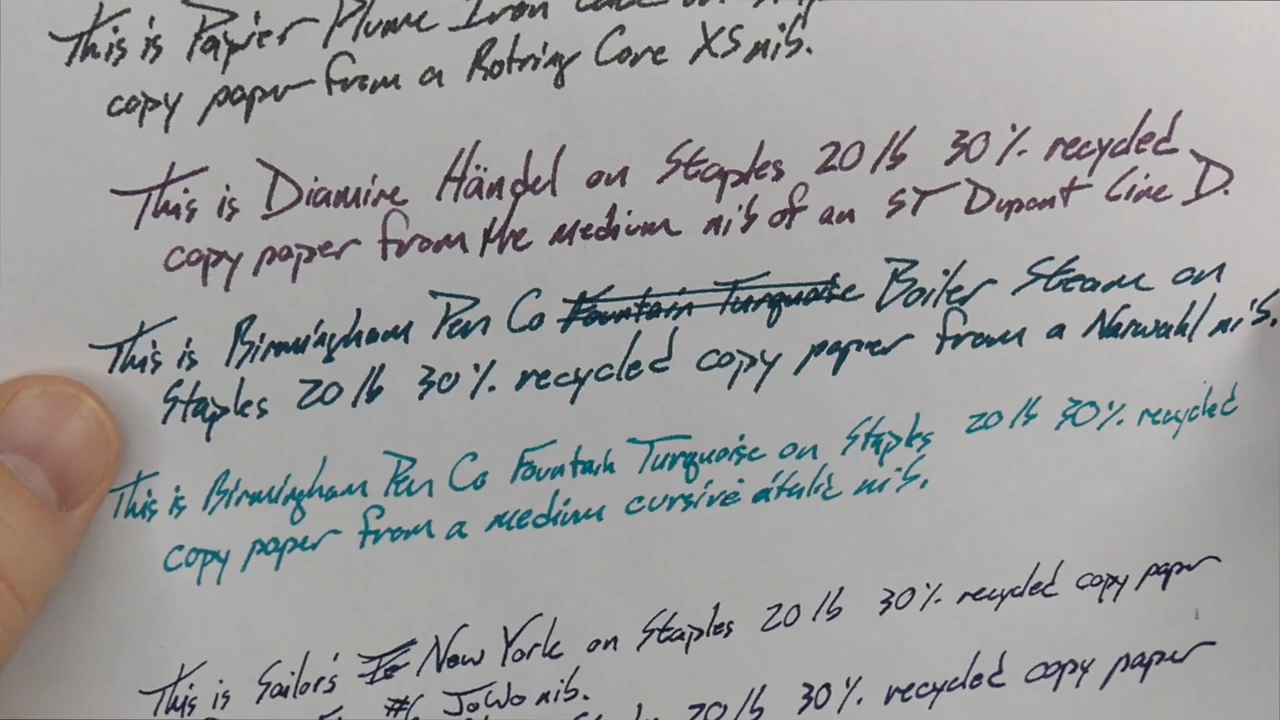 This is Papier Plume Iron
copy paper from a Rotring Core XS nib.
This is Diamine Händel on Staples 20 lb 30% recycled
copy paper from the medium nib of an ST Dupont Line D.
This is Birmingham Pen Co Fountain Turquoise Boiler Steam on
Staples 20 lb 30% recycled copy paper from a Narwahl nib.
This is Birmingham Pen Co Fountain Turquoise on Staples 20 lb 30% recycled
copy paper from a medium cursive italic nib.
This is Sailor's New York on Staples 20 lb 30% recycled copy paper
#6 JoWo nib.
20 lb 30% recycled copy paper